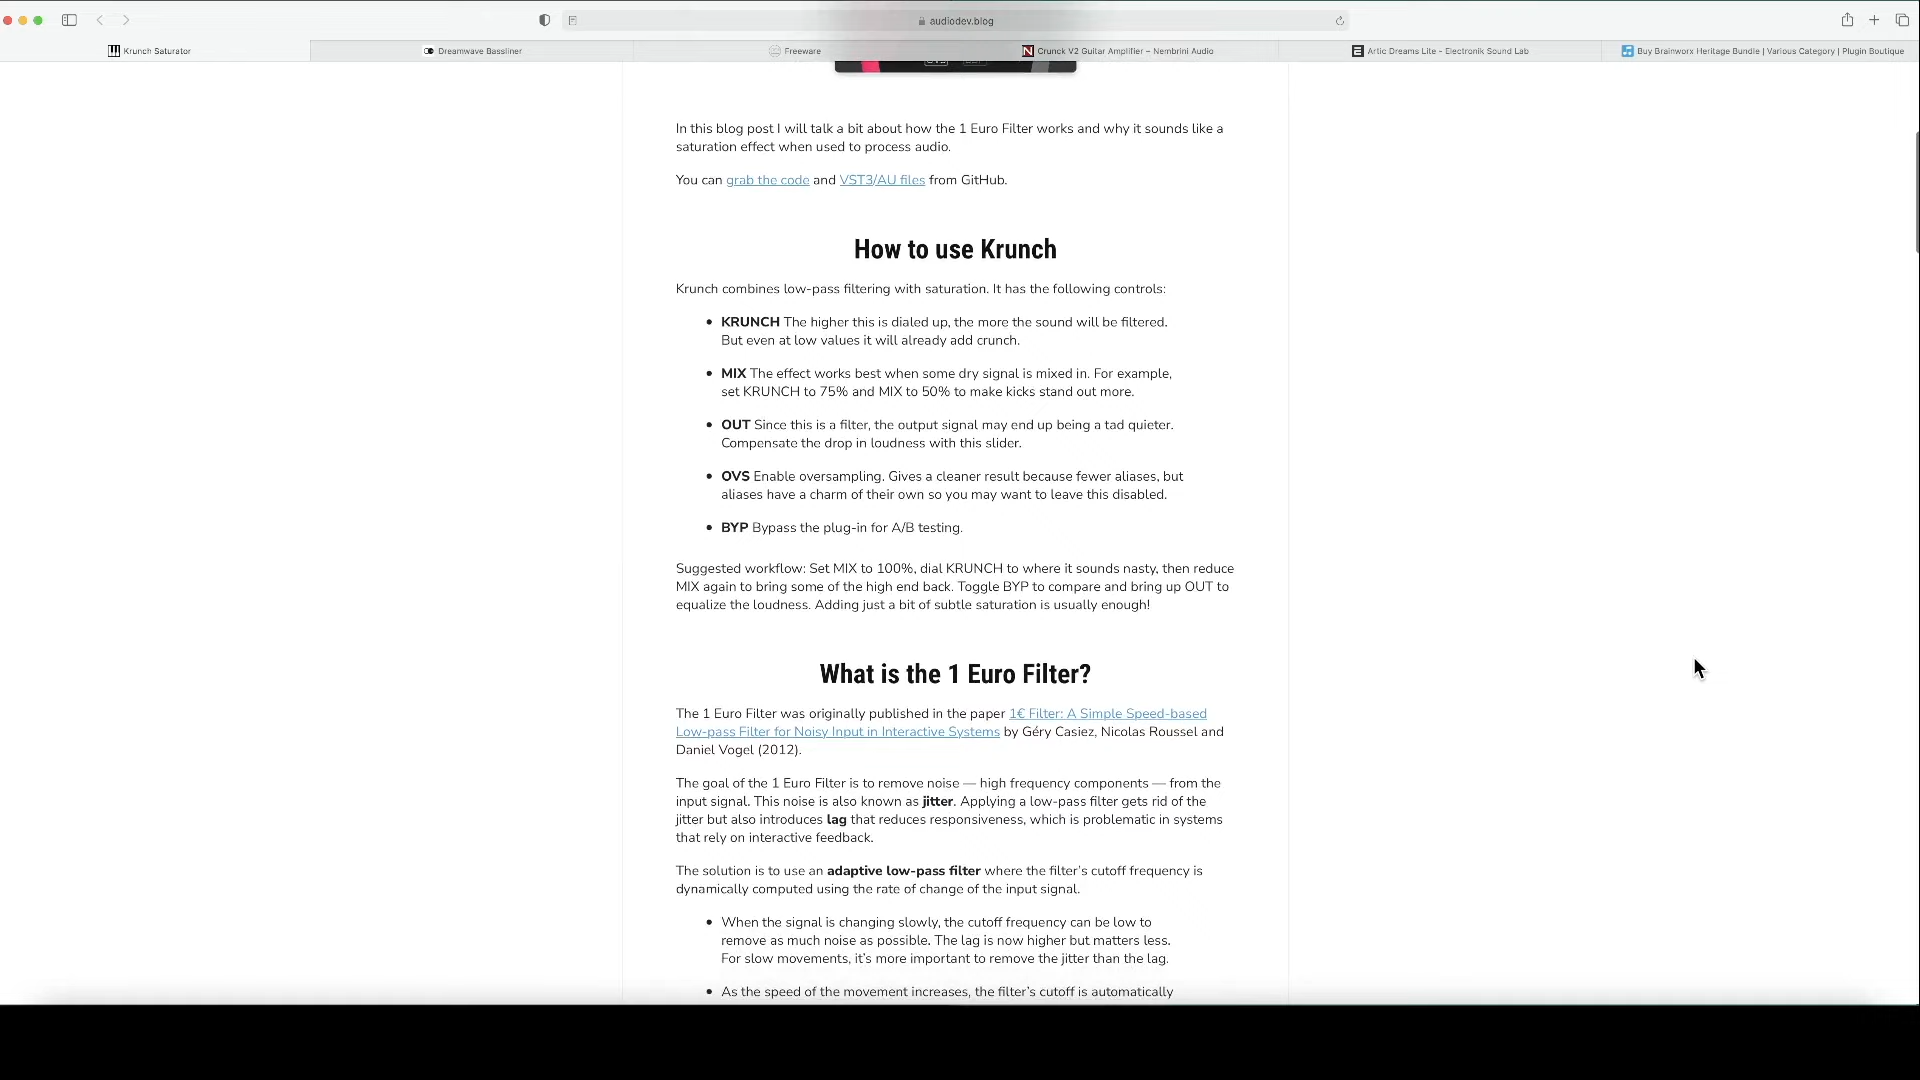 audiodev.blog
Krunch Saturator
Dreamwave Bassliner
Freeware
Crunck V2 Guitar Amplifier – Nembrini Audio
Artic Dreams Lite - Electronik Sound Lab
Buy Brainworx Heritage Bundle | Various Category | Plugin Boutique
In this blog post I will talk a bit about how the 1 Euro Filter works and why it sounds like a
saturation effect when used to process audio.
You can grab the code and VST3/AU files from GitHub.
How to use Krunch
Krunch combines low-pass filtering with saturation. It has the following controls:
• KRUNCH The higher this is dialed up, the more the sound will be filtered.
But even at low values it will already add crunch.
• MIX The effect works best when some dry signal is mixed in. For example,
set KRUNCH to 75% and MIX to 50% to make kicks stand out more.
• OUT Since this is a filter, the output signal may end up being a tad quieter.
Compensate the drop in loudness with this slider.
• OVS Enable oversampling. Gives a cleaner result because fewer aliases, but
aliases have a charm of their own so you may want to leave this disabled.
• BYP Bypass the plug-in for A/B testing.
Suggested workflow: Set MIX to 100%, dial KRUNCH to where it sounds nasty, then reduce
MIX again to bring some of the high end back. Toggle BYP to compare and bring up OUT to
equalize the loudness. Adding just a bit of subtle saturation is usually enough!
What is the 1 Euro Filter?
The 1 Euro Filter was originally published in the paper 1€ Filter: A Simple Speed-based
Low-pass Filter for Noisy Input in Interactive Systems by Géry Casiez, Nicolas Roussel and
Daniel Vogel (2012).
The goal of the 1 Euro Filter is to remove noise — high frequency components — from the
input signal. This noise is also known as jitter. Applying a low-pass filter gets rid of the
jitter but also introduces lag that reduces responsiveness, which is problematic in systems
that rely on interactive feedback.
The solution is to use an adaptive low-pass filter where the filter's cutoff frequency is
dynamically computed using the rate of change of the input signal.
• When the signal is changing slowly, the cutoff frequency can be low to
remove as much noise as possible. The lag is now higher but matters less.
For slow movements, it's more important to remove the jitter than the lag.
• As the speed of the movement increases, the filter's cutoff is automatically